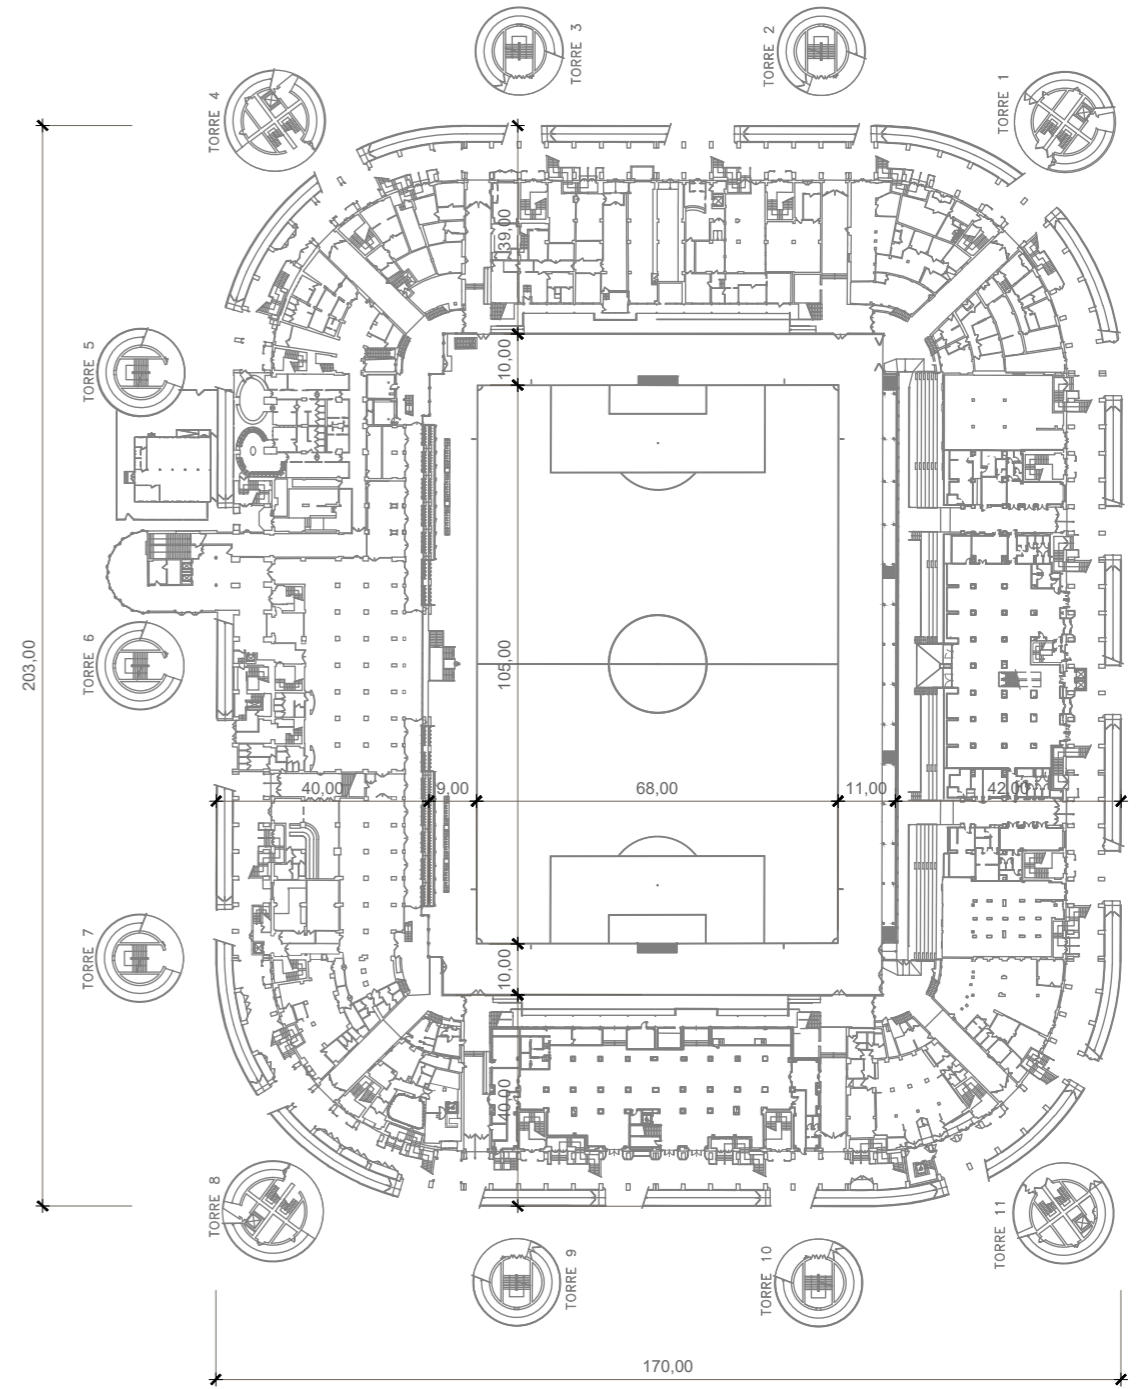 TORRE 3
TORRE 2
TORRE 4
TORRE 1
39,00
TORRE 5
10,00
203,00
TORRE 6
105,00
40,00
9,00
68,00
11,00
42,00
TORRE 7
10,00
40,00
TORRE 8
TORRE 9
TORRE 10
TORRE 11
170,00